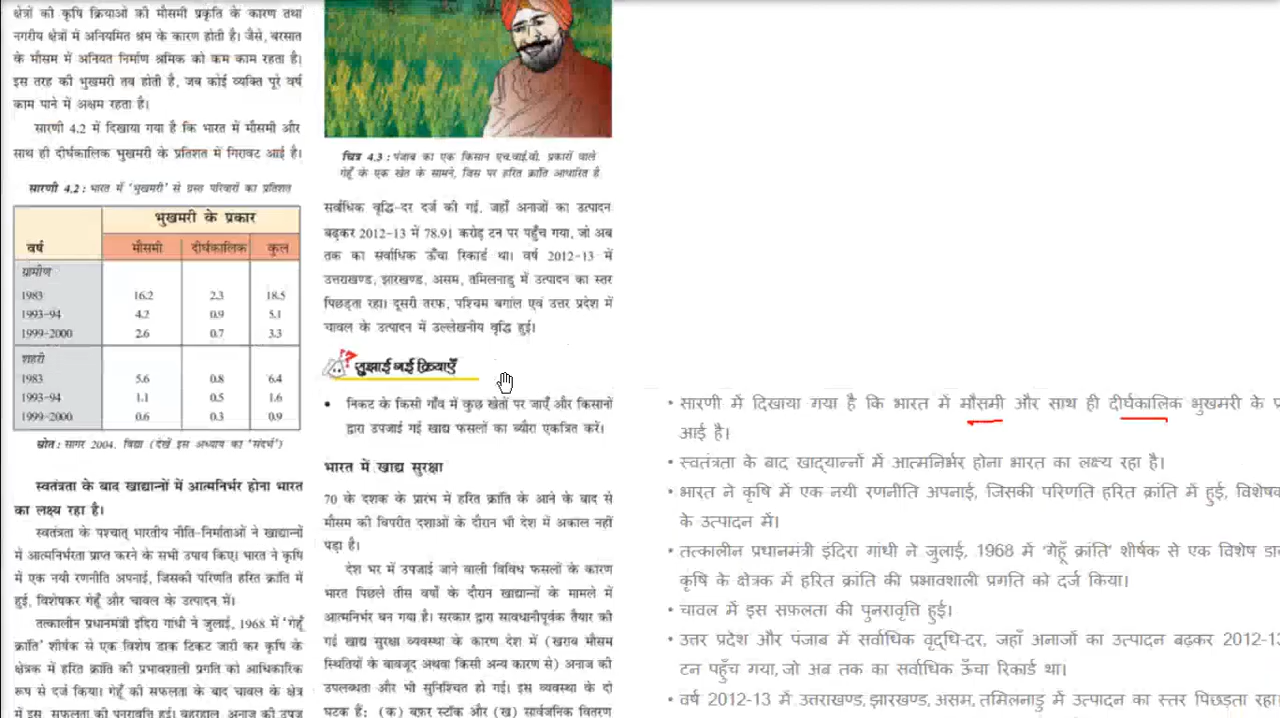 क्षेत्रों की कृषि क्रियाओं की मौसमी प्रकृति के कारण तथा
नगरीय क्षेत्रों में अनियमित श्रम के कारण होती है। जैसे, बरसात
के मौसम में अनियत निर्माण श्रमिक को कम काम रहता है।
इस तरह की भुखमरी तब होती है, जब कोई व्यक्ति पूरे वर्ष
काम पाने में अक्षम रहता है।
सारणी 4.2 में दिखाया गया है कि भारत में मौसमी और
साथ ही दीर्घकालिक भुखमरी के प्रतिशत में गिरावट आई है।
सारणी 4.2 : भारत में 'भुखमरी' से ग्रस्त परिवारों का प्रतिशत
भुखमरी के प्रकार
वर्ष मौसमी दीर्घकालिक कुल
ग्रामीण
1983 16.2 2.3 18.5
1993-94 4.2 0.9 5.1
1999-2000 2.6 0.7 3.3
शहरी
1983 5.6 0.8 6.4
1993-94 1.1 0.5 1.6
1999-2000 0.6 0.3 0.9
स्रोत: सागर 2004, विद्या (देखें इस अध्याय का 'संदर्भ')
स्वतंत्रता के बाद खाद्यान्नों में आत्मनिर्भर होना भारत
का लक्ष्य रहा है।
स्वतंत्रता के पश्चात् भारतीय नीति-निर्माताओं ने खाद्यान्नों
में आत्मनिर्भरता प्राप्त करने के सभी उपाय किए। भारत ने कृषि
में एक नयी रणनीति अपनाई, जिसकी परिणति हरित क्रांति में
हुई, विशेषकर गेहूँ और चावल के उत्पादन में।
तत्कालीन प्रधानमंत्री इंदिरा गांधी ने जुलाई, 1968 में 'गेहूँ
क्रांति' शीर्षक से एक विशेष डाक टिकट जारी कर कृषि के
क्षेत्रक में हरित क्रांति की प्रभावशाली प्रगति को आधिकारिक
रूप से दर्ज किया। गेहूँ की सफलता के बाद चावल के क्षेत्र
में इस सफलता की पुनरावृत्ति हुई। बहरहाल, अनाज की उपज
चित्र 4.3 : पंजाब का एक किसान एच.वाई.वी. प्रकारों वाले
गेहूँ के एक खेत के सामने, जिस पर हरित क्रांति आधारित है
सर्वाधिक वृद्धि-दर दर्ज की गई, जहाँ अनाजों का उत्पादन
बढ़कर 2012-13 में 78.91 करोड़ टन पर पहुँच गया, जो अब
तक का सर्वाधिक ऊँचा रिकार्ड था। वर्ष 2012-13 में
उत्तराखण्ड, झारखण्ड, असम, तमिलनाडु में उत्पादन का स्तर
पिछड़ता रहा। दूसरी तरफ, पश्चिम बगांल एवं उत्तर प्रदेश में
चावल के उत्पादन में उल्लेखनीय वृद्धि हुई।
सुझाई गई क्रियाएँ
• निकट के किसी गाँव में कुछ खेतों पर जाएँ और किसानों
द्वारा उपजाई गई खाद्य फसलों का ब्यौरा एकत्रित करें।
भारत में खाद्य सुरक्षा
70 के दशक के प्रारंभ में हरित क्रांति के आने के बाद से
मौसम की विपरीत दशाओं के दौरान भी देश में अकाल नहीं
पड़ा है।
देश भर में उपजाई जाने वाली विविध फसलों के कारण
भारत पिछले तीस वर्षों के दौरान खाद्यान्नों के मामले में
आत्मनिर्भर बन गया है। सरकार द्वारा सावधानीपूर्वक तैयार की
गई खाद्य सुरक्षा व्यवस्था के कारण देश में (खराब मौसम
स्थितियों के बावजूद अथवा किसी अन्य कारण से) अनाज की
उपलब्धता और भी सुनिश्चित हो गई। इस व्यवस्था के दो
घटक हैं: (क) बफ़र स्टॉक और (ख) सार्वजनिक वितरण
• सारणी में दिखाया गया है कि भारत में मौसमी और साथ ही दीर्घकालिक भुखमरी के
आई है।
• स्वतंत्रता के बाद खाद्यान्नों में आत्मनिर्भर होना भारत का लक्ष्य रहा है।
• भारत ने कृषि में एक नयी रणनीति अपनाई, जिसकी परिणति हरित क्रांति में हुई,
के उत्पादन में।
• तत्कालीन प्रधानमंत्री इंदिरा गांधी ने जुलाई, 1968 में 'गेहूँ क्रांति' शीर्षक से एक विशेष
कृषि के क्षेत्रक में हरित क्रांति की प्रभावशाली प्रगति को दर्ज किया।
• चावल में इस सफलता की पुनरावृत्ति हुई।
• उत्तर प्रदेश और पंजाब में सर्वाधिक वृद्धि-दर, जहाँ अनाजों का उत्पादन बढ़कर 2012-13
टन पहुँच गया, जो अब तक का सर्वाधिक ऊँचा रिकार्ड था।
• वर्ष 2012-13 में उत्तराखण्ड, झारखण्ड, असम, तमिलनाडु में उत्पादन का स्तर पिछड़ता रहा